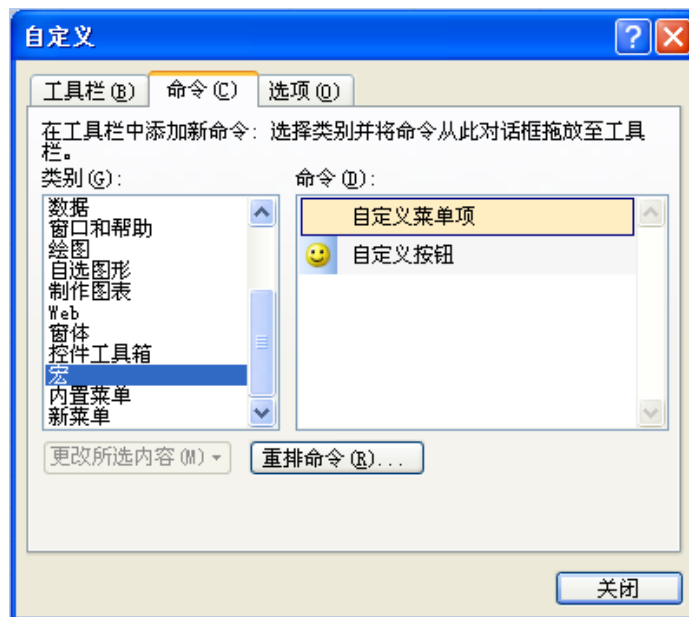 自定义
工具栏(B) 命令(C) 选项(O)
在工具栏中添加新命令: 选择类别并将命令从此对话框拖放至工具
栏。
类别(G): 命令(D):
数据
窗口和帮助
绘图
自选图形
制作图表
Web
窗体
控件工具箱
宏
内置菜单
新菜单
自定义菜单项
自定义按钮
更改所选内容(M) 重排命令(R)...
关闭